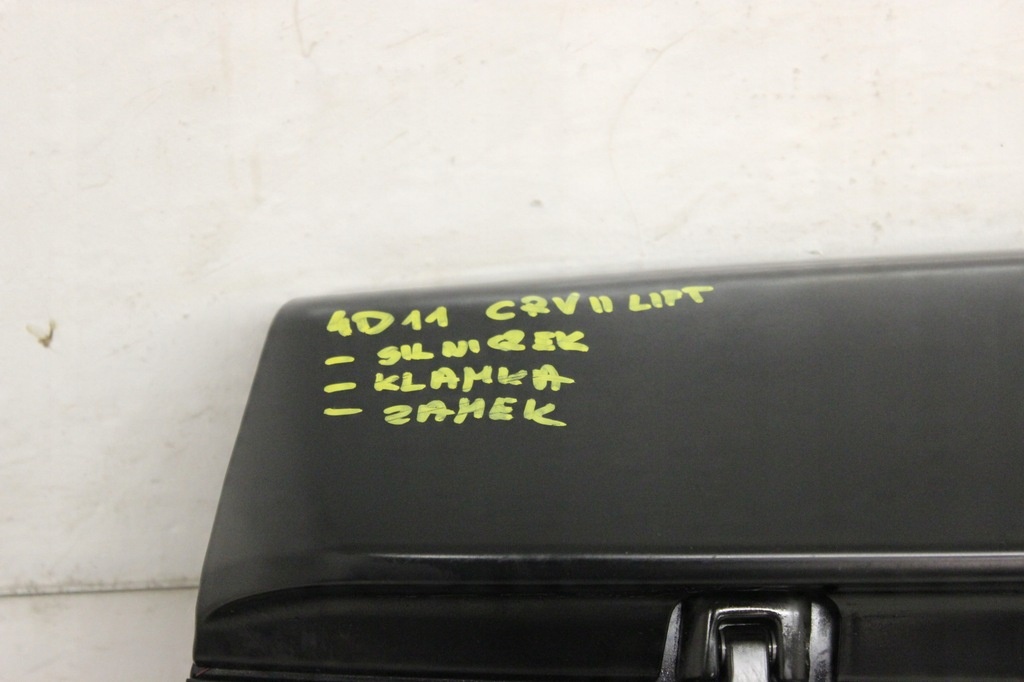 4D11 CRV II LIFT
- SILNICZEK
- KLAMKA
- ZAMEK